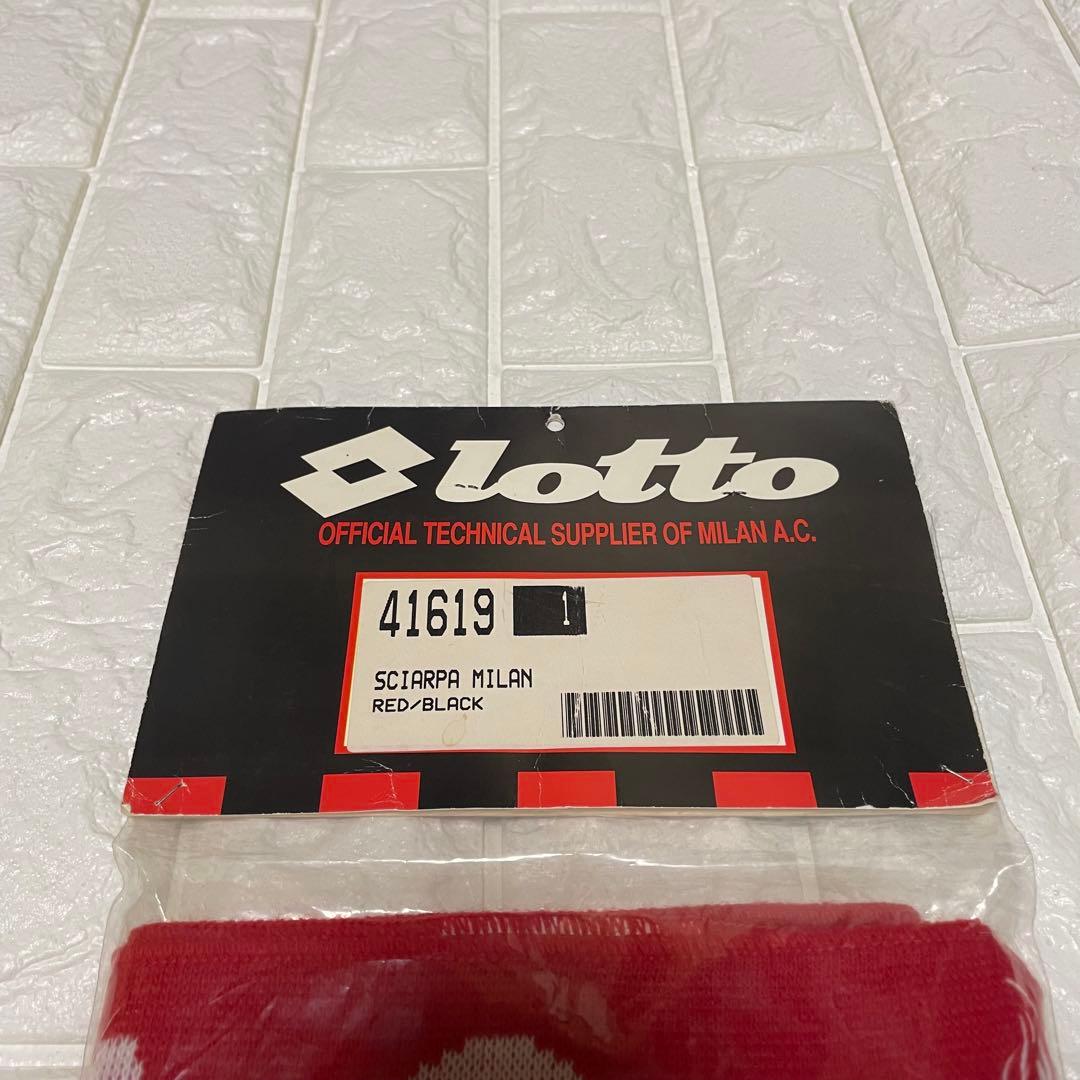 lotto
OFFICIAL TECHNICAL SUPPLIER OF MILAN A.C.
41619 1
SCIARPA MILAN
RED/BLACK